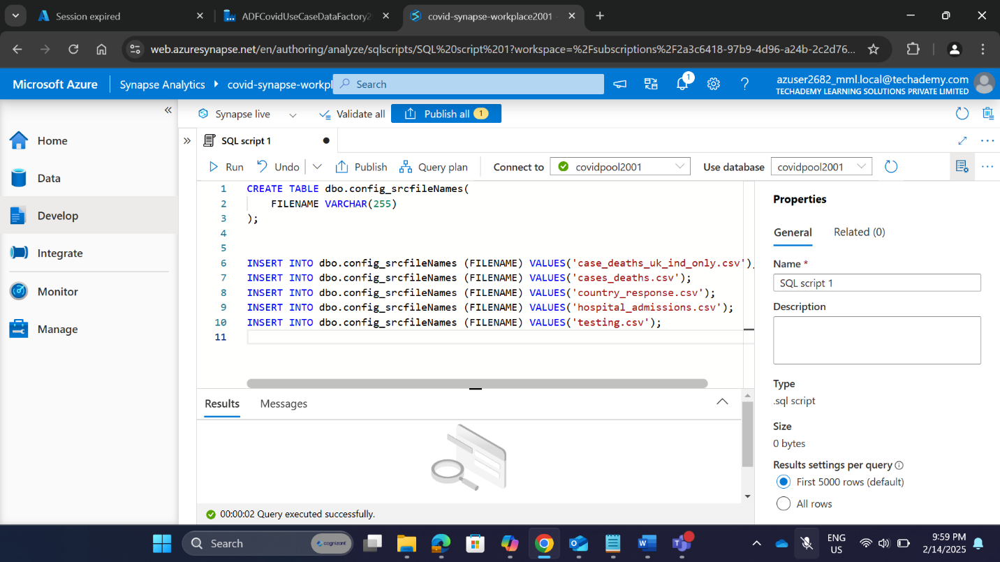 Session expired
ADFCovidUseCaseDataFactory2
covid-synapse-workplace2001 -
web.azuresynapse.net/en/authoring/analyze/sqlscripts/SQL%20script%201?workspace=%2Fsubscriptions%2F2a3c6418-97b9-4d96-a24b-2c2d76...
Microsoft Azure
Synapse Analytics
covid-synapse-workpl
Search
1
azuser2682_mml.local@techademy.com
TECHADEMY LEARNING SOLUTIONS PRIVATE LIMITED
Synapse live
Validate all
Publish all 1
Home
Data
Develop
Integrate
Monitor
Manage
SQL script 1
Run
Undo
Publish
Query plan
Connect to
covidpool2001
Use database
covidpool2001
1 CREATE TABLE dbo.config_srcfileNames(
2 FILENAME VARCHAR(255)
3 );
4
5
6 INSERT INTO dbo.config_srcfileNames (FILENAME) VALUES('case_deaths_uk_ind_only.csv');
7 INSERT INTO dbo.config_srcfileNames (FILENAME) VALUES('cases_deaths.csv');
8 INSERT INTO dbo.config_srcfileNames (FILENAME) VALUES('country_response.csv');
9 INSERT INTO dbo.config_srcfileNames (FILENAME) VALUES('hospital_admissions.csv');
10 INSERT INTO dbo.config_srcfileNames (FILENAME) VALUES('testing.csv');
11
Results
Messages
00:00:02 Query executed successfully.
Properties
General
Related (0)
Name *
SQL script 1
Description
Type
.sql script
Size
0 bytes
Results settings per query
First 5000 rows (default)
All rows
Search
cognizant
ENG
US
9:59 PM
2/14/2025